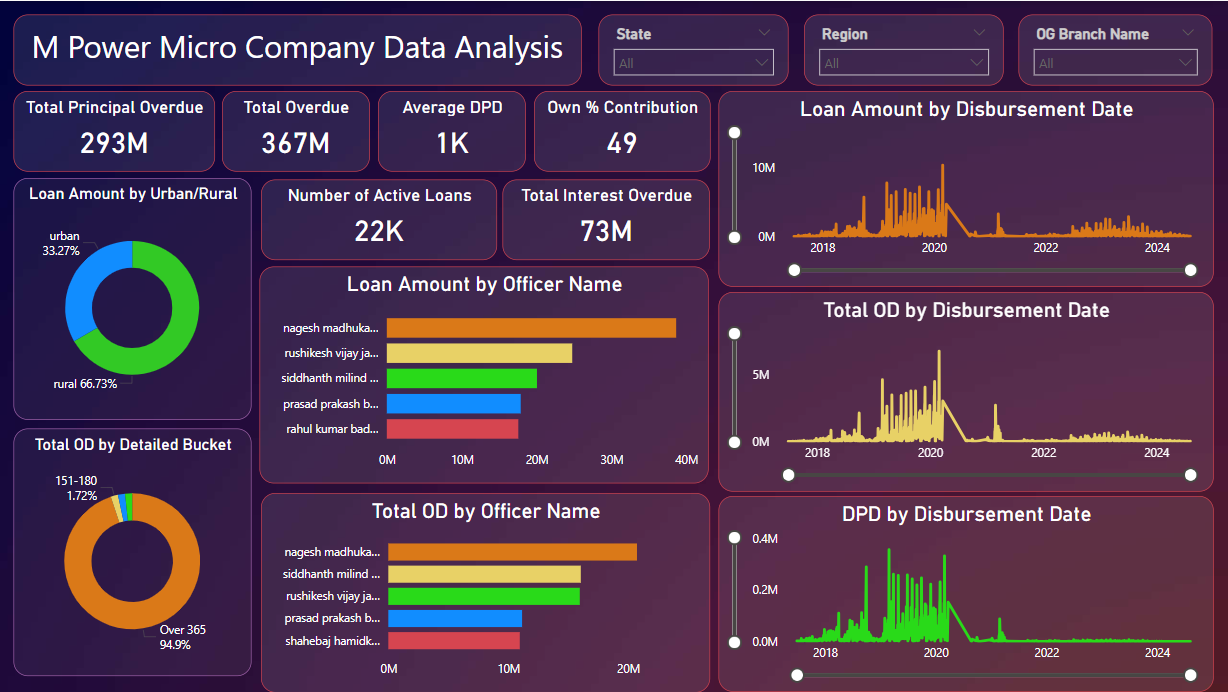 M Power Micro Company Data Analysis
State
All
Region
All
OG Branch Name
All
Total Principal Overdue
293M
Total Overdue
367M
Average DPD
1K
Own % Contribution
49
Number of Active Loans
22K
Total Interest Overdue
73M
Loan Amount by Urban/Rural
urban
33.27%
rural 66.73%
Total OD by Detailed Bucket
151-180
1.72%
Over 365
94.9%
Loan Amount by Officer Name
nagesh madhuka...
rushikesh vijay ja...
siddhanth milind ...
prasad prakash b...
rahul kumar bad...
0M 10M 20M 30M 40M
Total OD by Officer Name
nagesh madhuka...
siddhanth milind ...
rushikesh vijay ja...
prasad prakash b...
shahebaj hamidk...
0M 10M 20M
Loan Amount by Disbursement Date
10M
0M
2018 2020 2022 2024
Total OD by Disbursement Date
5M
0M
2018 2020 2022 2024
DPD by Disbursement Date
0.4M
0.2M
0.0M
2018 2020 2022 2024